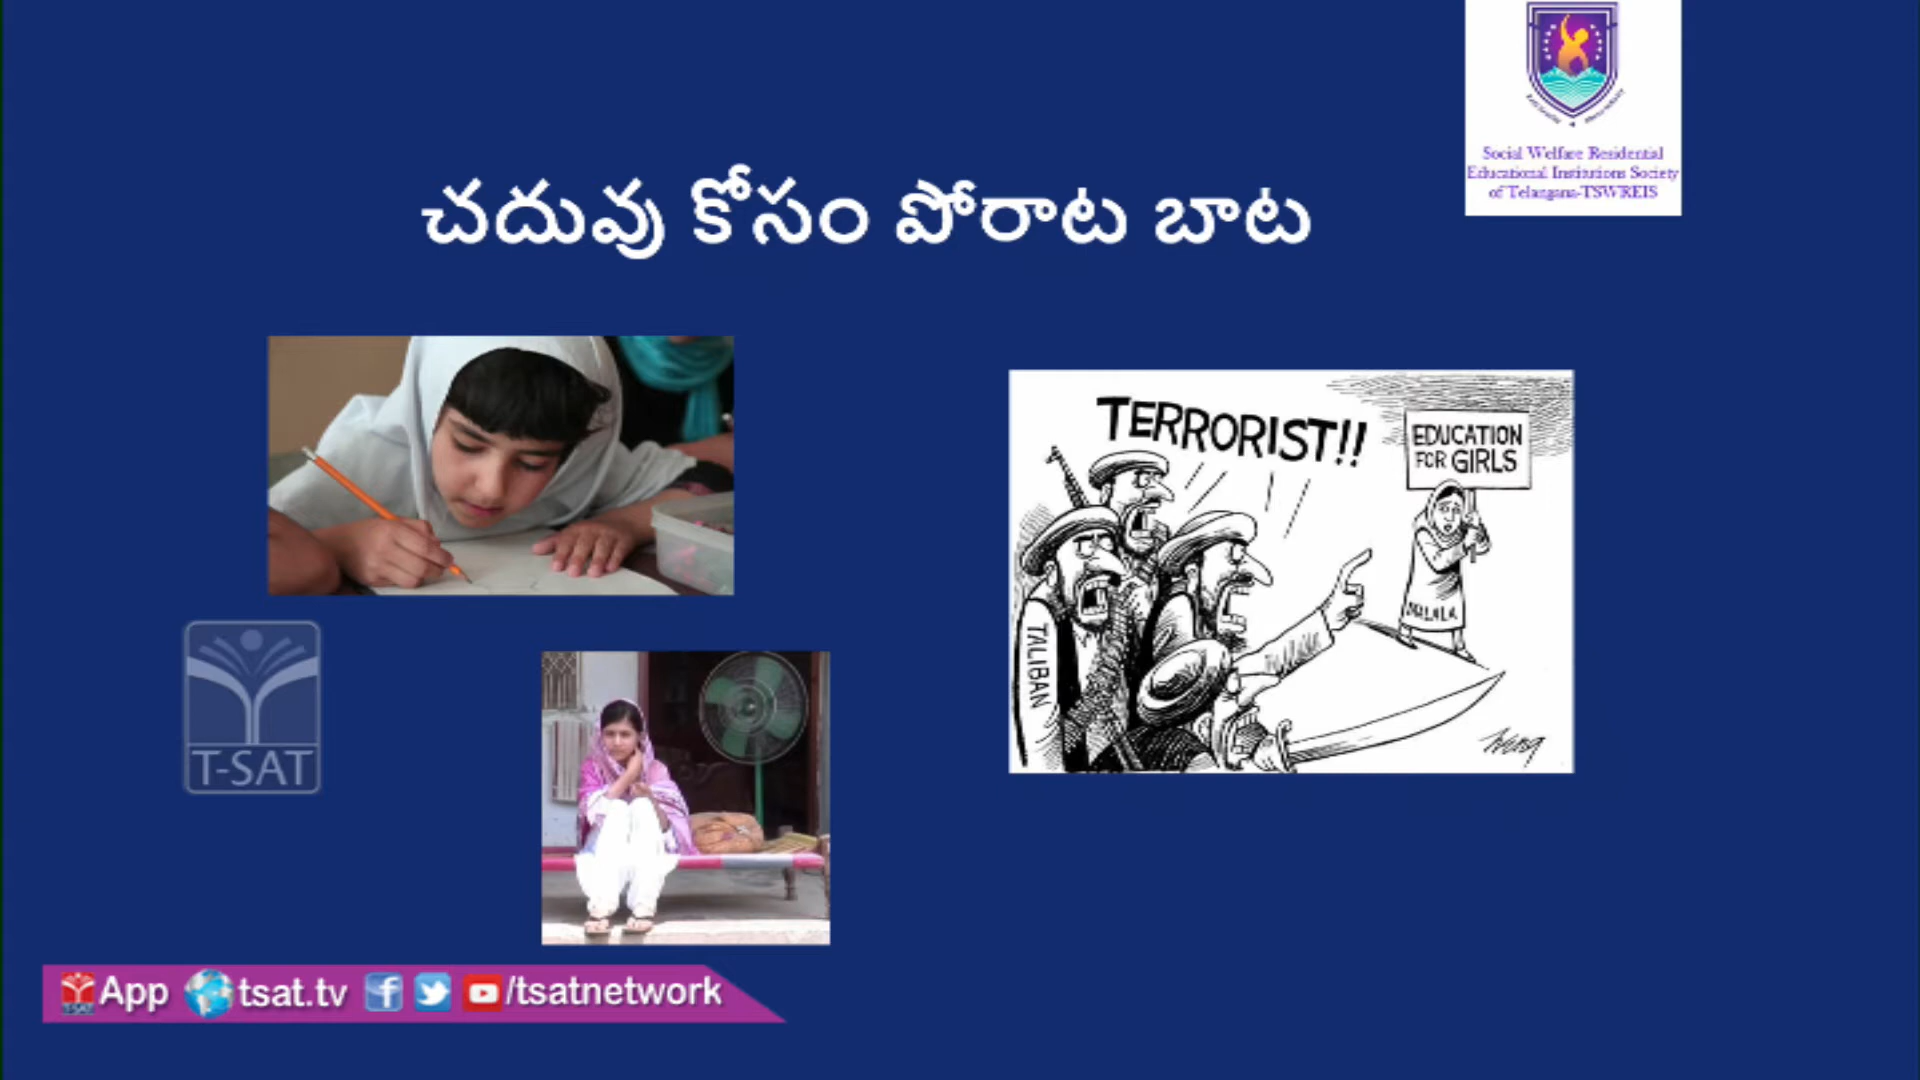 Social Welfare Residential
Educational Institutions Society
of Telangana-TSWREIS
చదువు కోసం పోరాట బాట
TERRORIST!!
EDUCATION
FOR GIRLS
MALALA
TALIBAN
T-SAT
App tsat.tv /tsatnetwork